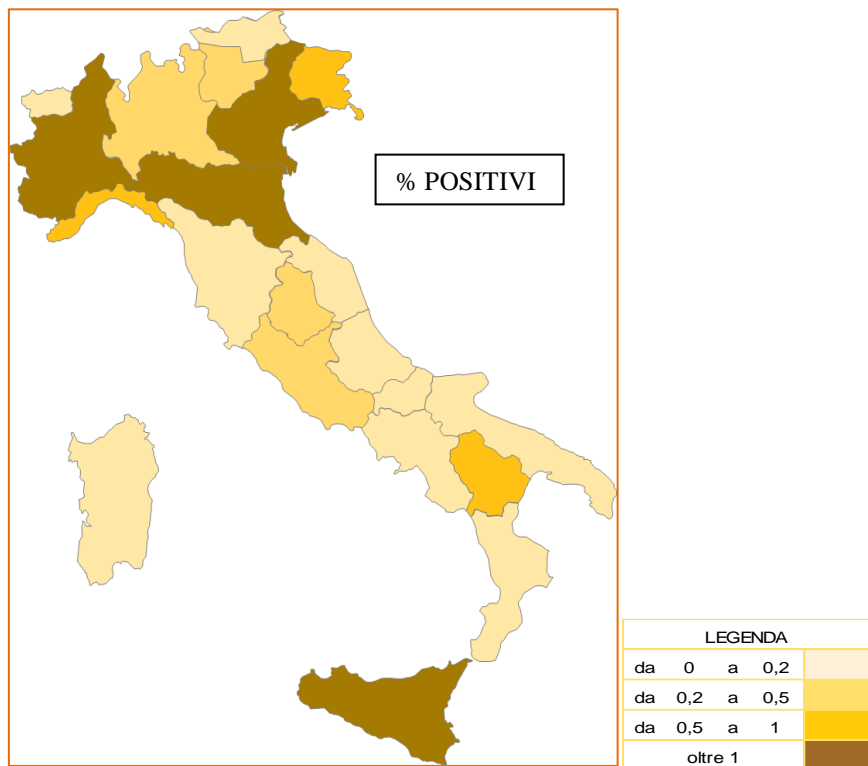 % POSITIVI
LEGENDA
da 0 a 0,2
da 0,2 a 0,5
da 0,5 a 1
oltre 1